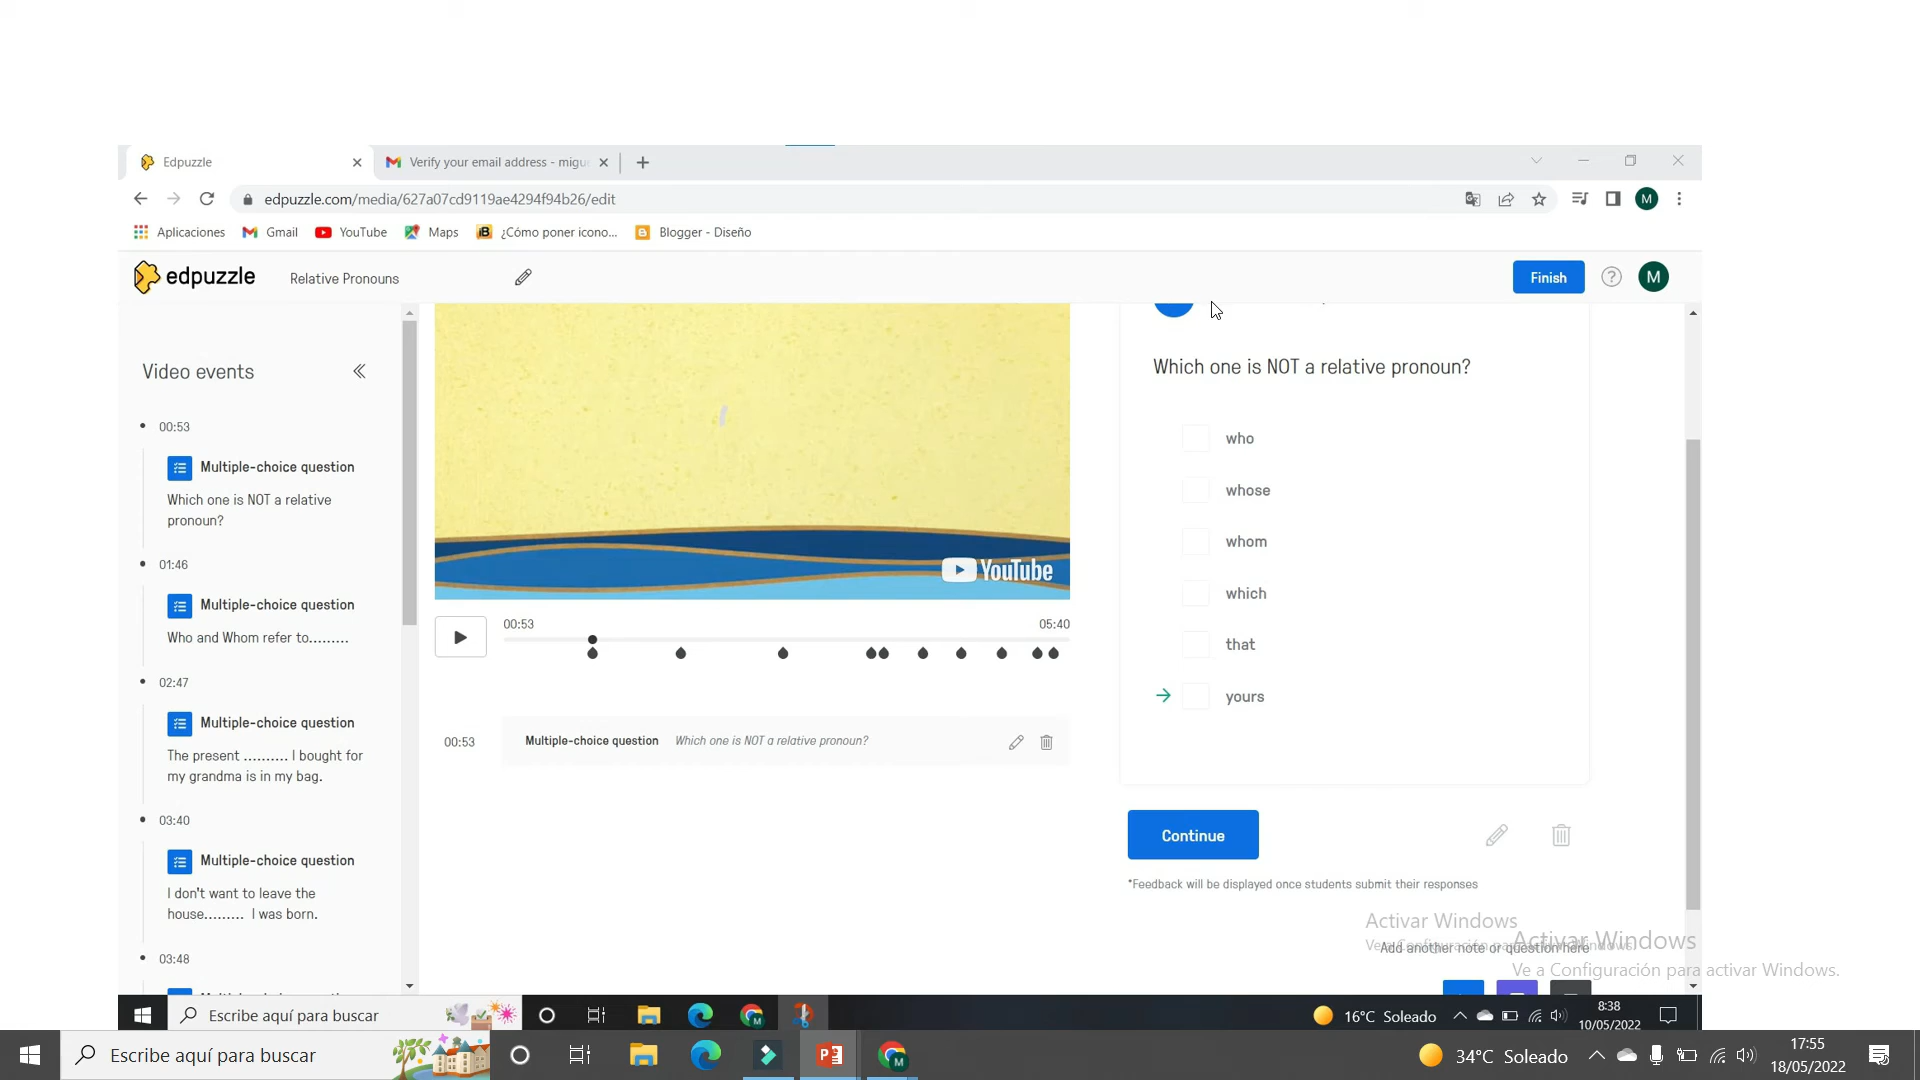 Edpuzzle
Verify your email address - migu
edpuzzle.com/media/627a07cd9119ae4294f94b26/edit
M
Aplicaciones
Gmail
YouTube
Maps
¿Cómo poner icono...
Blogger - Diseño
edpuzzle
Relative Pronouns
Finish
?
M
Video events
00:53
Multiple-choice question
Which one is NOT a relative
pronoun?
01:46
Multiple-choice question
Who and Whom refer to.........
02:47
Multiple-choice question
The present .......... I bought for
my grandma is in my bag.
03:40
Multiple-choice question
I don't want to leave the
house......... I was born.
03:48
YouTube
00:53
05:40
00:53
Multiple-choice question Which one is NOT a relative pronoun?
Which one is NOT a relative pronoun?
who
whose
whom
which
that
yours
Continue
*Feedback will be displayed once students submit their responses
Activar Windows
Add another note or question here
Activar Windows
Ve a Configuración para activar Windows.
Escribe aquí para buscar
16°C Soleado
8:38
10/05/2022
Escribe aquí para buscar
34°C Soleado
17:55
18/05/2022